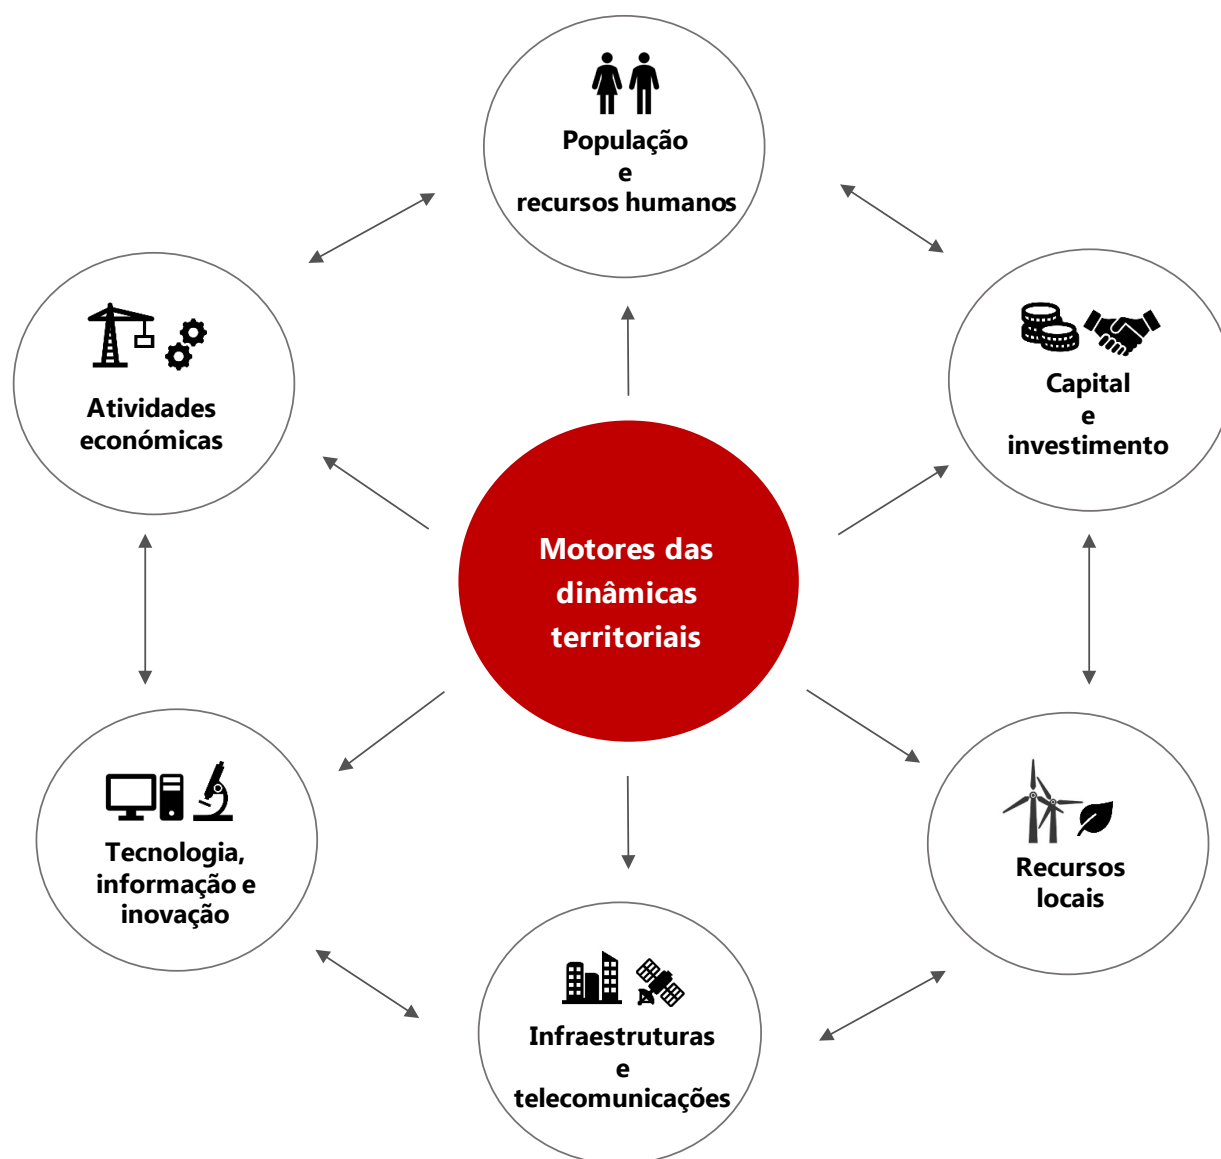 População
e
recursos humanos
Atividades
económicas
Capital
e
investimento
Motores das
dinâmicas
territoriais
Tecnologia,
informação e
inovação
Recursos
locais
Infraestruturas
e
telecomunicações